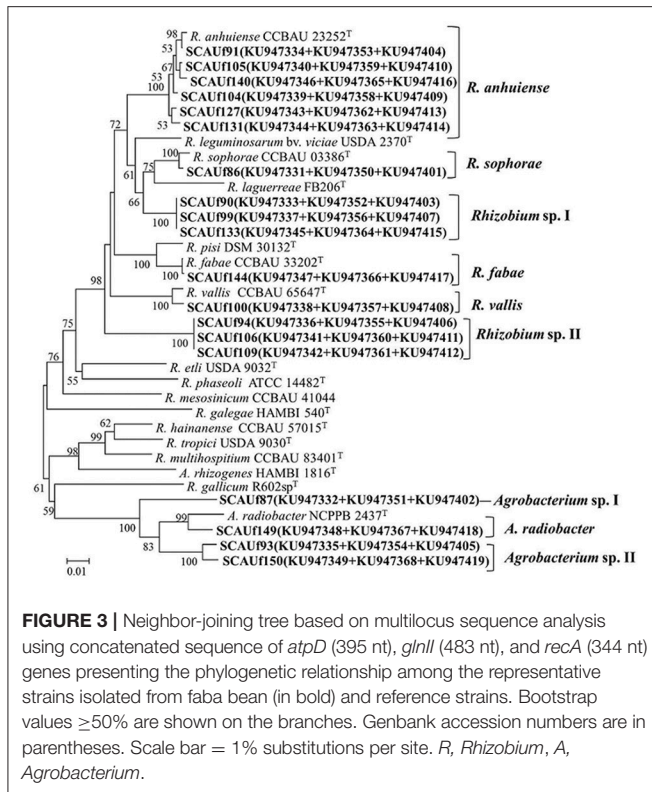 98
R. anhuiense CCBAU 23252T
53
SCAUf91(KU947334+KU947353+KU947404)
67
SCAUf105(KU947340+KU947359+KU947410)
53
SCAUf140(KU947346+KU947365+KU947416)
R. anhuiense
100
SCAUf104(KU947339+KU947358+KU947409)
SCAUf127(KU947343+KU947362+KU947413)
53
SCAUf131(KU947344+KU947363+KU947414)
72
R. leguminosarum bv. viciae USDA 2370T
100
R. sophorae CCBAU 03386T
R. sophorae
61
75
SCAUf86(KU947331+KU947350+KU947401)
R. laguerreae FB206T
66
SCAUf90(KU947333+KU947352+KU947403)
SCAUf99(KU947337+KU947356+KU947407)
Rhizobium sp. I
100
SCAUf133(KU947345+KU947364+KU947415)
R. pisi DSM 30132T
100
R. fabae CCBAU 33202T
R. fabae
100
SCAUf144(KU947347+KU947366+KU947417)
98
R. vallis CCBAU 65647T
R. vallis
100
SCAUf100(KU947338+KU947357+KU947408)
SCAUf94(KU947336+KU947355+KU947406)
75
SCAUf106(KU947341+KU947360+KU947411)
Rhizobium sp. II
100
SCAUf109(KU947342+KU947361+KU947412)
76
R. etli USDA 9032T
55
R. phaseoli ATCC 14482T
R. mesosinicum CCBAU 41044
R. galegae HAMBI 540T
62
R. hainanense CCBAU 57015T
99
R. tropici USDA 9030T
98
R. multihospitium CCBAU 83401T
A. rhizogenes HAMBI 1816T
61
R. gallicum R602spT
59
SCAUf87(KU947332+KU947351+KU947402)
Agrobacterium sp. I
100
A. radiobacter NCPPB 2437T
99
SCAUf149(KU947348+KU947367+KU947418)
A. radiobacter
83
SCAUf93(KU947335+KU947354+KU947405)
100
SCAUf150(KU947349+KU947368+KU947419)
Agrobacterium sp. II
0.01
FIGURE 3 | Neighbor-joining tree based on multilocus sequence analysis
using concatenated sequence of atpD (395 nt), glnII (483 nt), and recA (344 nt)
genes presenting the phylogenetic relationship among the representative
strains isolated from faba bean (in bold) and reference strains. Bootstrap
values ≥50% are shown on the branches. Genbank accession numbers are in
parentheses. Scale bar = 1% substitutions per site. R, Rhizobium, A,
Agrobacterium.